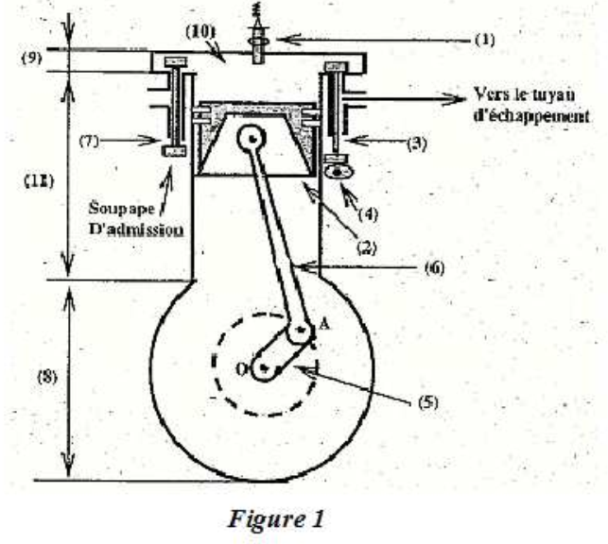 (10)
(1)
(9)
Vers le tuyau
d'échappement
(7)
(3)
(11)
Soupape
D'admission
(4)
(2)
(6)
A
O
(8)
(5)
Figure 1